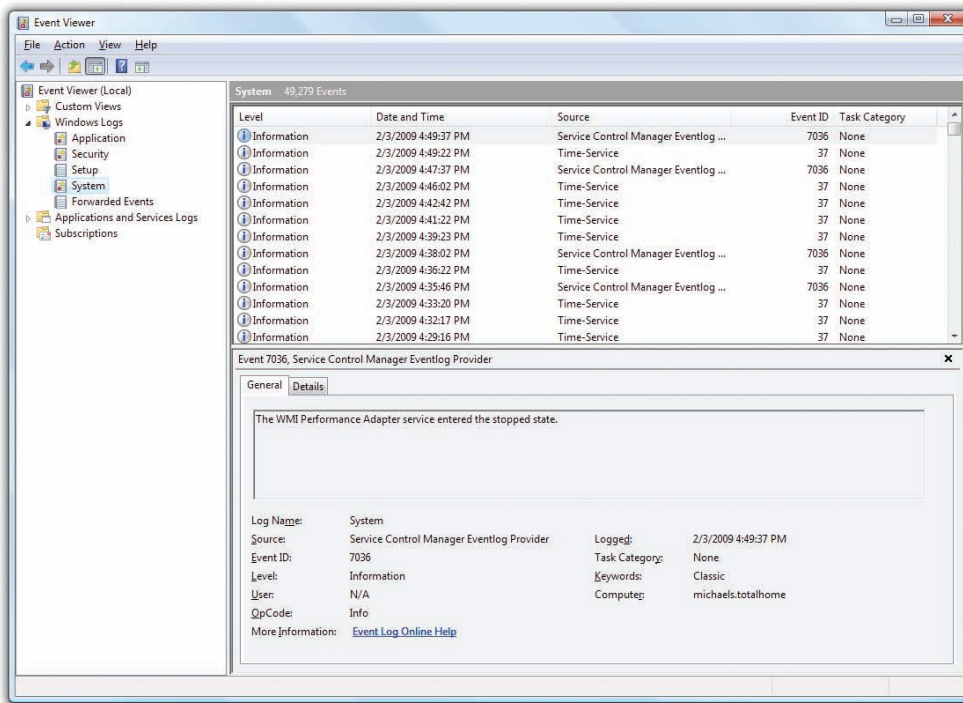 Event Viewer
File Action View Help
Event Viewer (Local)
Custom Views
Windows Logs
Application
Security
Setup
System
Forwarded Events
Applications and Services Logs
Subscriptions
System 49,279 Events
Level Date and Time Source Event ID Task Category
Information 2/3/2009 4:49:37 PM Service Control Manager Eventlog ... 7036 None
Information 2/3/2009 4:49:22 PM Time-Service 37 None
Information 2/3/2009 4:47:37 PM Service Control Manager Eventlog ... 7036 None
Information 2/3/2009 4:46:02 PM Time-Service 37 None
Information 2/3/2009 4:42:42 PM Time-Service 37 None
Information 2/3/2009 4:41:22 PM Time-Service 37 None
Information 2/3/2009 4:39:23 PM Time-Service 37 None
Information 2/3/2009 4:38:02 PM Service Control Manager Eventlog ... 7036 None
Information 2/3/2009 4:36:22 PM Time-Service 37 None
Information 2/3/2009 4:35:46 PM Service Control Manager Eventlog ... 7036 None
Information 2/3/2009 4:33:20 PM Time-Service 37 None
Information 2/3/2009 4:32:17 PM Time-Service 37 None
Information 2/3/2009 4:29:16 PM Time-Service 37 None
Event 7036, Service Control Manager Eventlog Provider
General Details
The WMI Performance Adapter service entered the stopped state.
Log Name: System
Source: Service Control Manager Eventlog Provider Logged: 2/3/2009 4:49:37 PM
Event ID: 7036 Task Category: None
Level: Information Keywords: Classic
User: N/A Computer: michaels.totalhome
OpCode: Info
More Information: Event Log Online Help